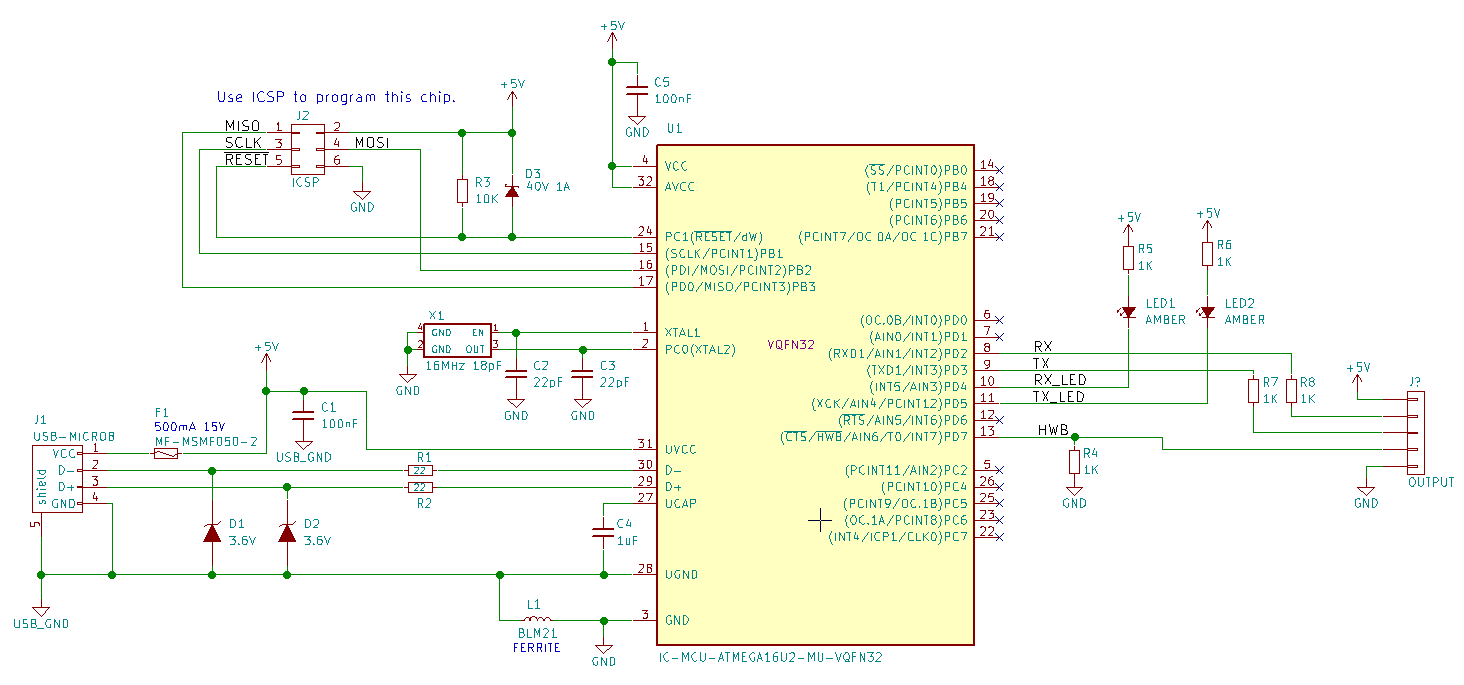 +5V
C5
100nF
GND
Use ICSP to program this chip.
+5V
J2
MISO 1 2
SCLK 3 4 MOSI
RESET 5 6
ICSP
GND
R3
10K
D3
40V 1A
U1
4 VCC
32 AVCC
24 PC1(RESET/dW)
15 (SCLK/PCINT1)PB1
16 (PDI/MOSI/PCINT2)PB2
17 (PDO/MISO/PCINT3)PB3
1 XTAL1
2 PC0(XTAL2)
VQFN32
31 UVCC
30 D-
29 D+
27 UCAP
28 UGND
3 GND
(SS/PCINT0)PB0 14
(T1/PCINT4)PB4 18
(PCINT5)PB5 19
(PCINT6)PB6 20
(PCINT7/OC 0A/OC 1C)PB7 21
(OC.0B/INT0)PD0 6
(AIN0/INT1)PD1 7
(RXD1/AIN1/INT2)PD2 8
(TXD1/INT3)PD3 9
(INT5/AIN3)PD4 10
(XCK/AIN4/PCINT12)PD5 11
(RTS/AIN5/INT6)PD6 12
(CTS/HWB/AIN6/T0/INT7)PD7 13
(PCINT11/AIN2)PC2 5
(PCINT10)PC4 26
(PCINT9/OC.1B)PC5 25
(OC.1A/PCINT8)PC6 23
(INT4/ICP1/CLK0)PC7 22
IC-MCU-ATMEGA16U2-MU-VQFN32
X1
4 GND EN 1
2 GND OUT 3
16MHz 18pF
GND
C2
22pF
GND
C3
22pF
GND
+5V
C1
100nF
USB_GND
F1
500mA 15V
MF-MSMF050-2
J1
USB-MICROB
shield
VCC 1
D- 2
D+ 3
GND 4
5
R1
22
22
R2
D1
3.6V
D2
3.6V
C4
1uF
USB_GND
L1
BLM21
FERRITE
GND
+5V
R5
1K
LED1
AMBER
+5V
R6
1K
LED2
AMBER
RX
TX
RX_LED
TX_LED
HWB
R4
1K
GND
R7
1K
R8
1K
+5V
J?
GND
OUTPUT